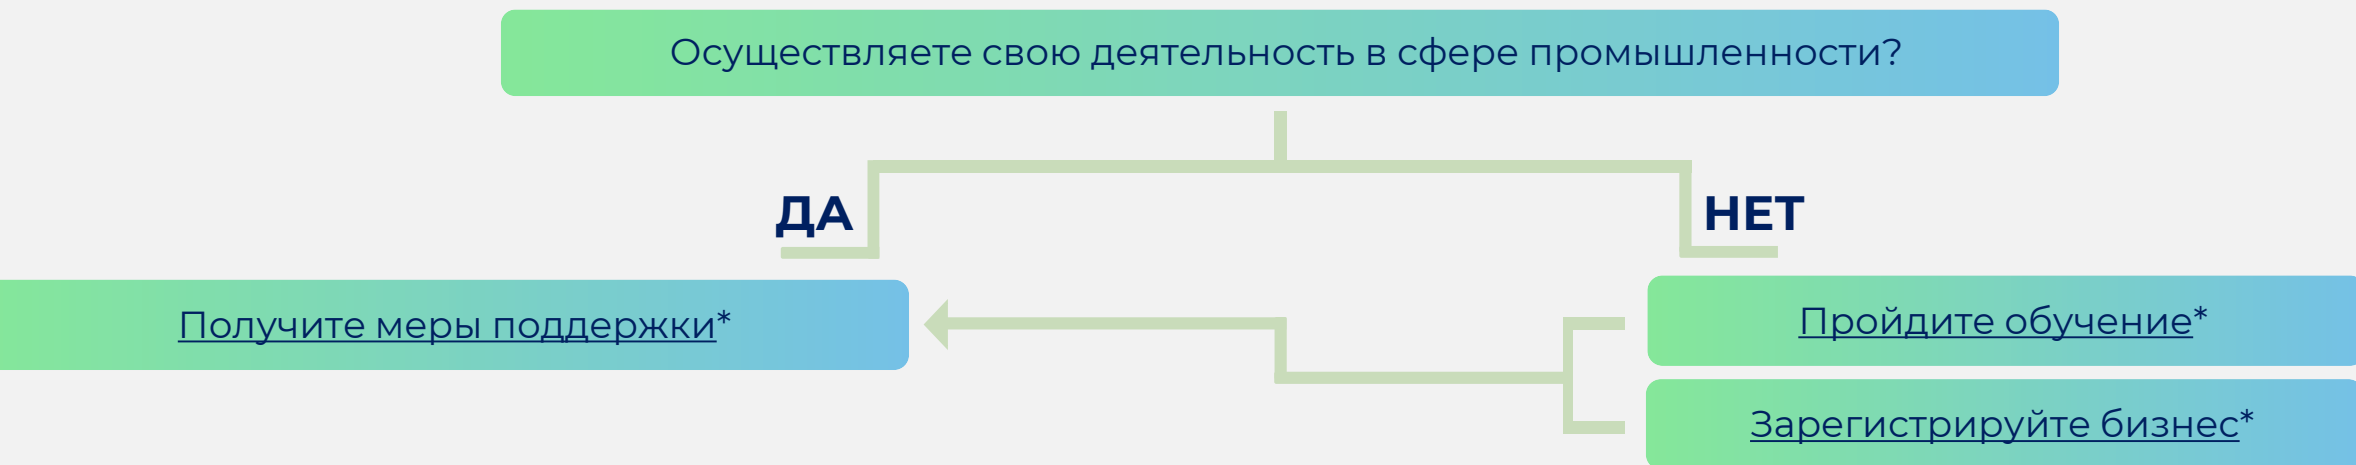 Осуществляете свою деятельность в сфере промышленности?
ДА
НЕТ
Получите меры поддержки*
Пройдите обучение*
Зарегистрируйте бизнес*